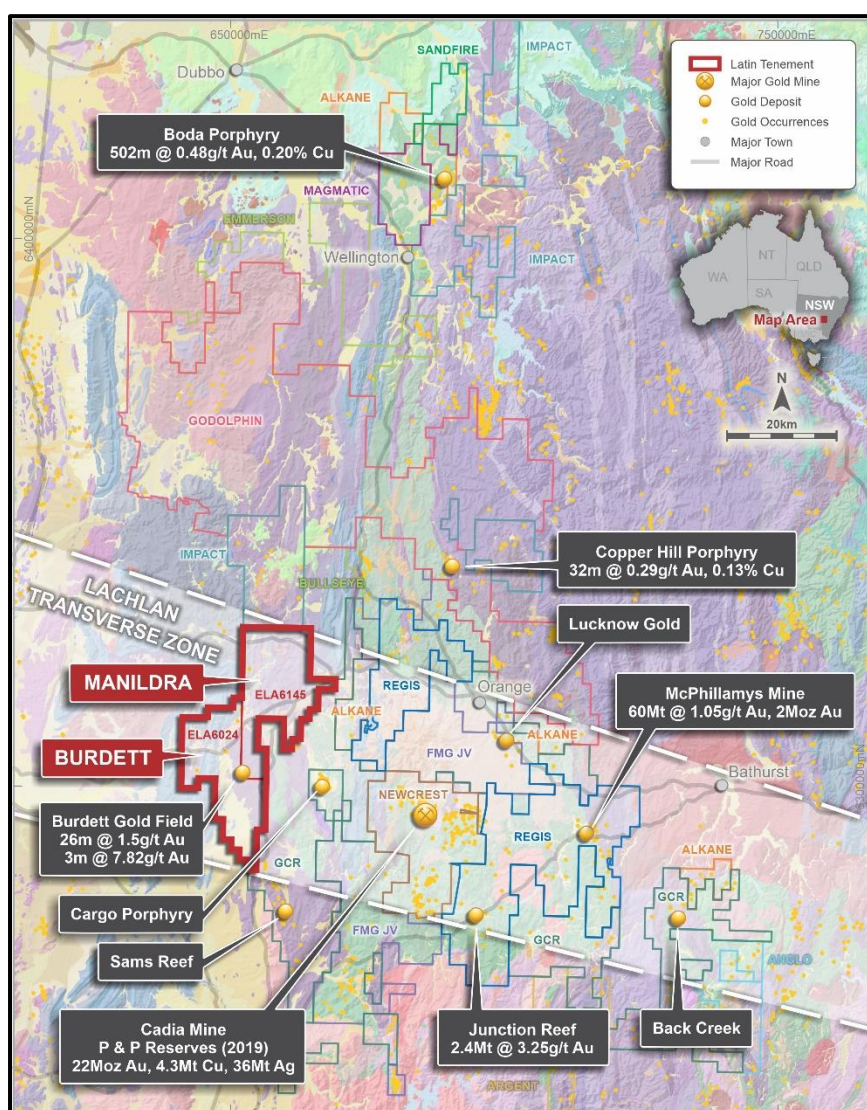 650000mE
750000mE
SANDFIRE
IMPACT
Dubbo
ALKANE
Latin Tenement
Major Gold Mine
Gold Deposit
Gold Occurrences
Major Town
Major Road
Boda Porphyry
502m @ 0.48g/t Au, 0.20% Cu
MAGMATIC
EMMERSON
6400000mN
Wellington
IMPACT
WA
NT
QLD
SA
NSW
Map Area
N
20km
GODOLPHIN
IMPACT
BULLSEYE
Copper Hill Porphyry
32m @ 0.29g/t Au, 0.13% Cu
LACHLAN
TRANSVERSE ZONE
Lucknow Gold
MANILDRA
ELA6145
REGIS
Orange
McPhillamys Mine
60Mt @ 1.05g/t Au, 2Moz Au
ELA6024
ALKANE
FMG JV
ALKANE
BURDETT
Bathurst
NEWCREST
Burdett Gold Field
26m @ 1.5g/t Au
3m @ 7.82g/t Au
REGIS
GCR
ALKANE
GCR
Cargo Porphyry
FMG JV
GCR
Sams Reef
ANGLO
Cadia Mine
P & P Reserves (2019)
22Moz Au, 4.3Mt Cu, 36Mt Ag
Junction Reef
2.4Mt @ 3.25g/t Au
Back Creek
ARGENT